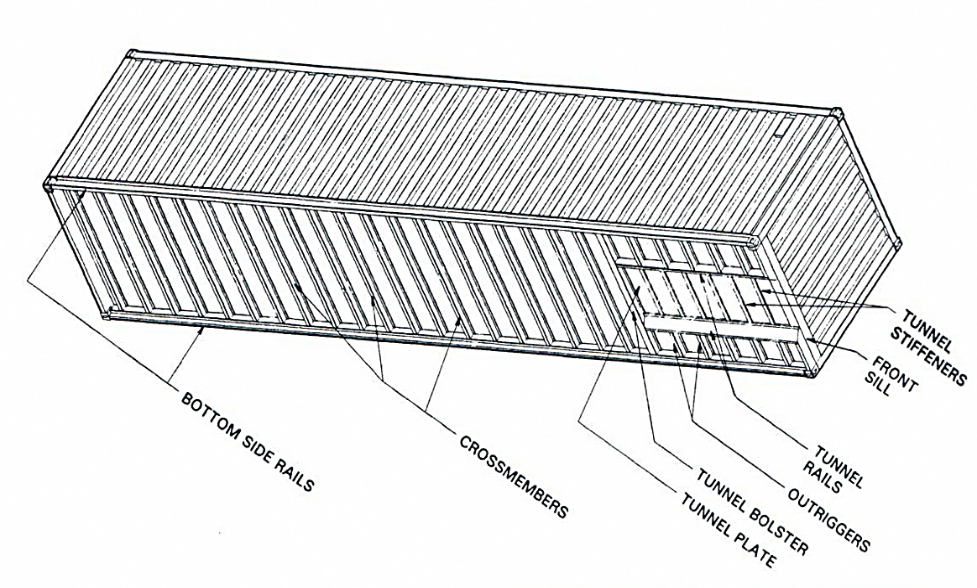 TUNNEL
STIFFENERS
FRONT
SILL
BOTTOM SIDE RAILS
CROSSMEMBERS
TUNNEL
RAILS
OUTRIGGERS
TUNNEL BOLSTER
TUNNEL PLATE